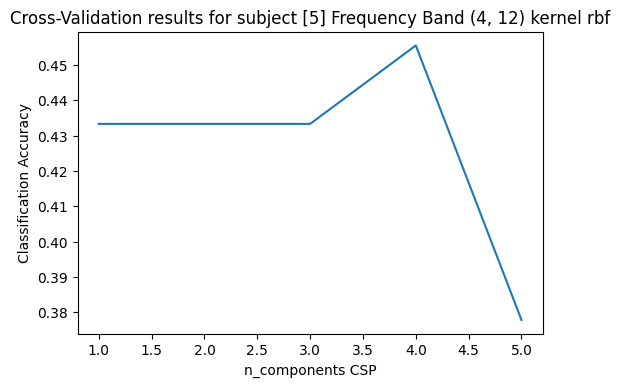 Cross-Validation results for subject [5] Frequency Band (4, 12) kernel rbf
0.45
0.44
0.43
0.42
0.41
0.40
0.39
0.38
Classification Accuracy
1.0 1.5 2.0 2.5 3.0 3.5 4.0 4.5 5.0
n_components CSP